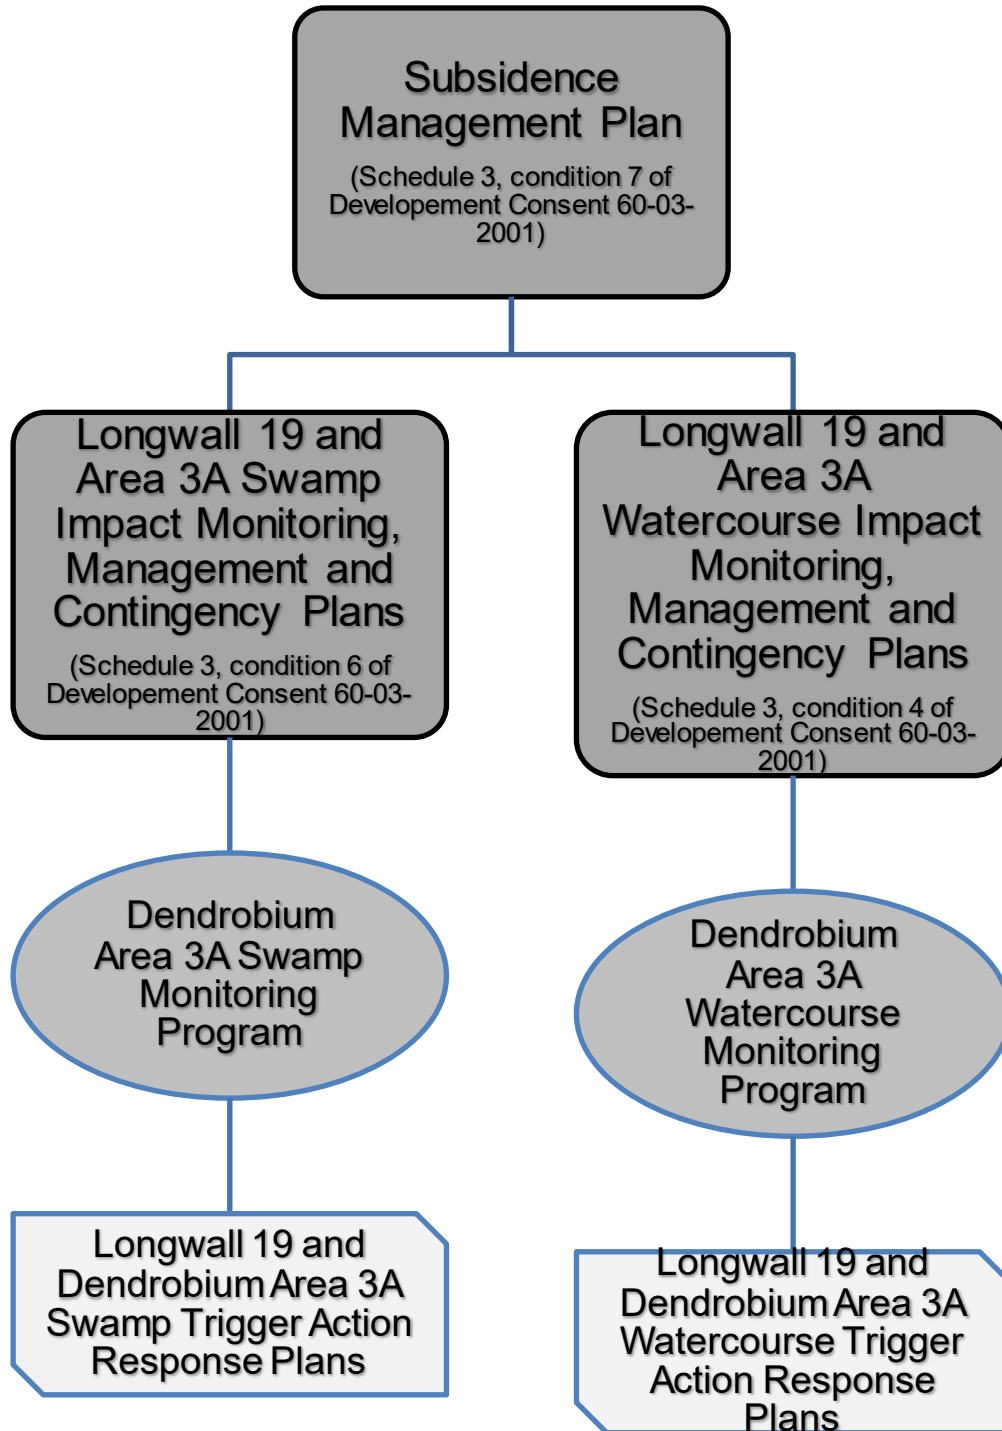 Subsidence
Management Plan
(Schedule 3, condition 7 of
Developement Consent 60-03-
2001)
Longwall 19 and
Area 3A Swamp
Impact Monitoring,
Management and
Contingency Plans
(Schedule 3, condition 6 of
Developement Consent 60-03-
2001)
Longwall 19 and
Area 3A
Watercourse Impact
Monitoring,
Management and
Contingency Plans
(Schedule 3, condition 4 of
Developement Consent 60-03-
2001)
Dendrobium
Area 3A Swamp
Monitoring
Program
Dendrobium
Area 3A
Watercourse
Monitoring
Program
Longwall 19 and
Dendrobium Area 3A
Swamp Trigger Action
Response Plans
Longwall 19 and
Dendrobium Area 3A
Watercourse Trigger
Action Response
Plans